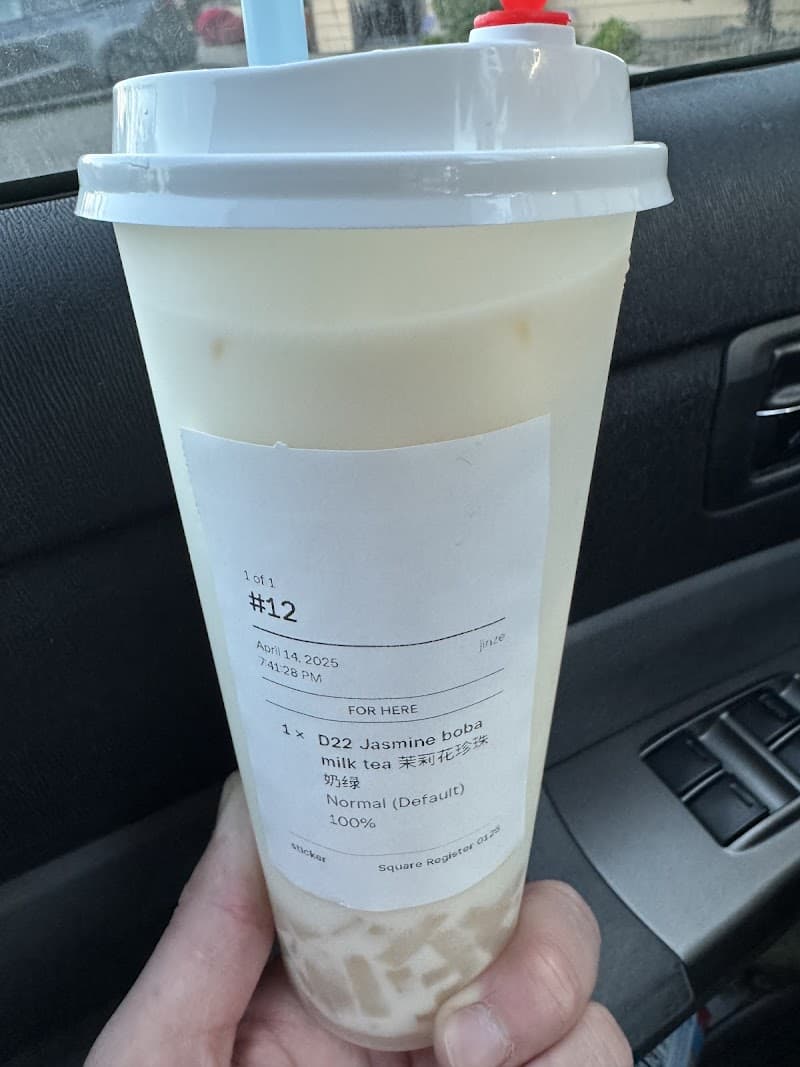 1 of 1
#12
April 14, 2025 jinze
7:41:28 PM
FOR HERE
1 × D22 Jasmine boba
milk tea 茉莉花珍珠
奶绿
Normal (Default)
100%
sticker Square Register 0128